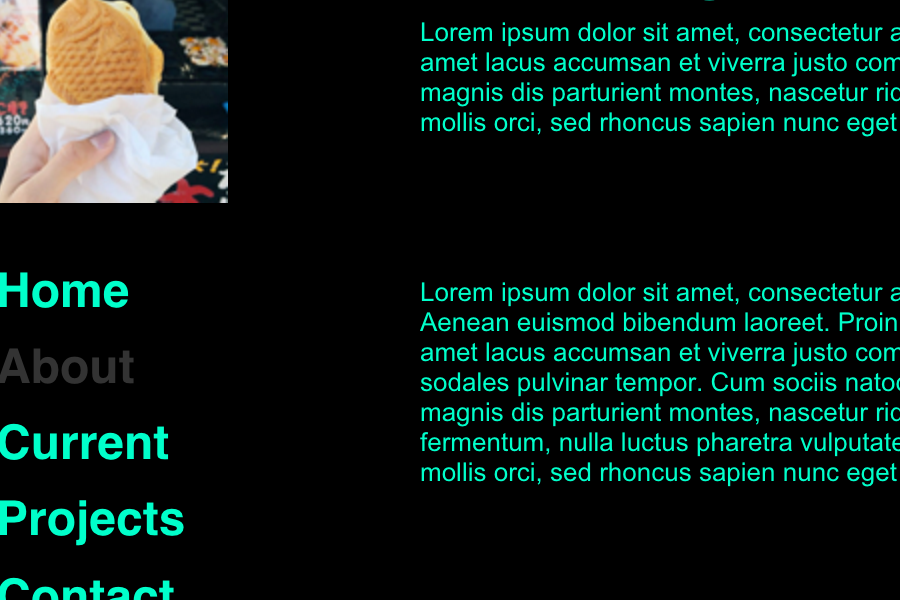 Lorem ipsum dolor sit amet, consectetur a
amet lacus accumsan et viverra justo com
magnis dis parturient montes, nascetur rid
mollis orci, sed rhoncus sapien nunc eget
Home
About
Current
Projects
Contact
Lorem ipsum dolor sit amet, consectetur a
Aenean euismod bibendum laoreet. Proin
amet lacus accumsan et viverra justo com
sodales pulvinar tempor. Cum sociis natoq
magnis dis parturient montes, nascetur rid
fermentum, nulla luctus pharetra vulputate
mollis orci, sed rhoncus sapien nunc eget